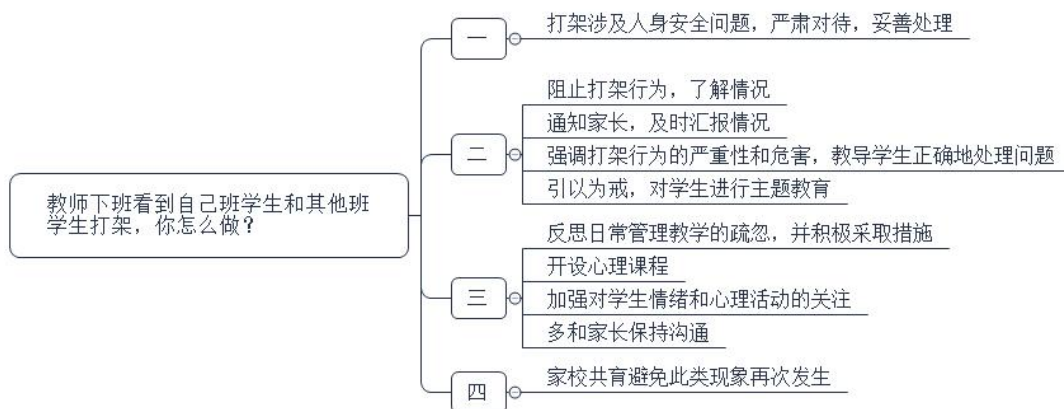 教师下班看到自己班学生和其他班
学生打架，你怎么做？
一
打架涉及人身安全问题，严肃对待，妥善处理
二
阻止打架行为，了解情况
通知家长，及时汇报情况
强调打架行为的严重性和危害，教导学生正确地处理问题
引以为戒，对学生进行主题教育
三
反思日常管理教学的疏忽，并积极采取措施
开设心理课程
加强对学生情绪和心理活动的关注
多和家长保持沟通
四
家校共育避免此类现象再次发生